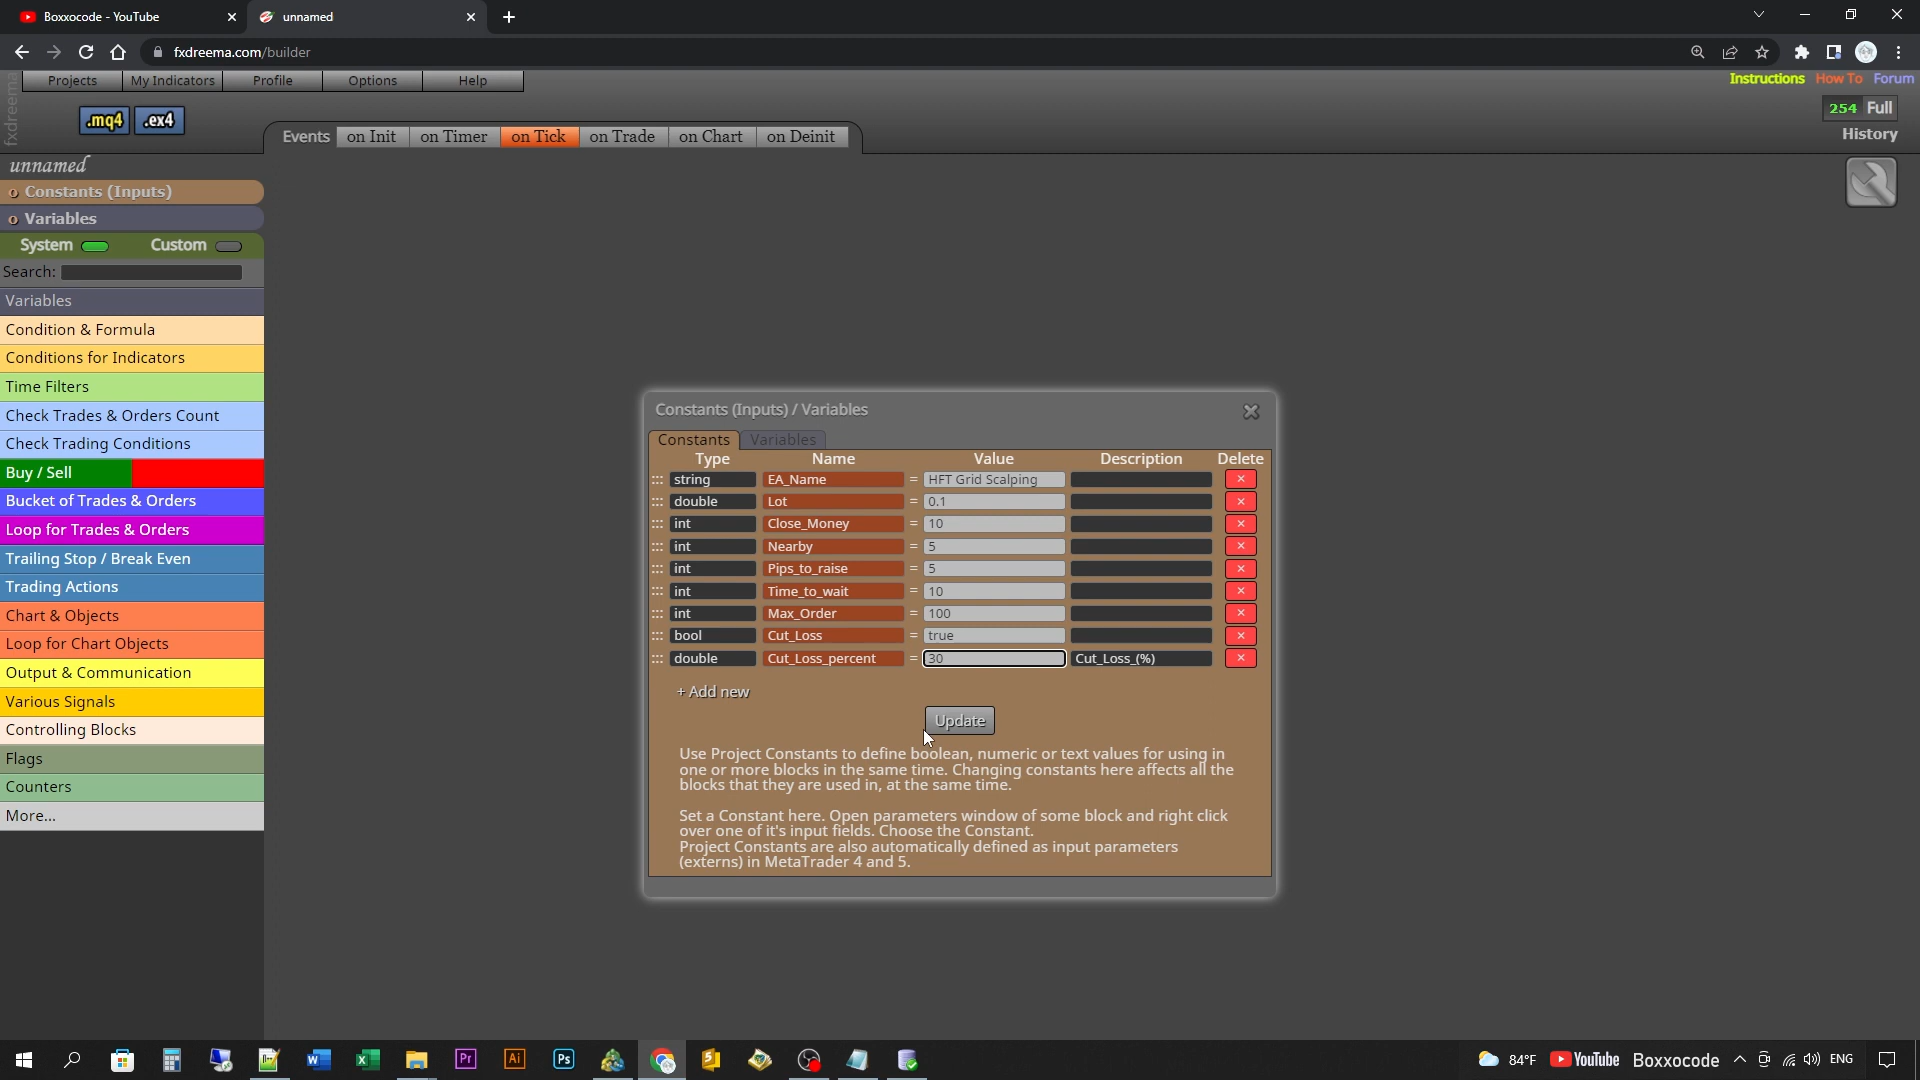 Boxxocode - YouTube
unnamed
fxdreema.com/builder
Projects
My Indicators
Profile
Options
Help
Instructions How To Forum
fxdreema
.mq4 .ex4
254 Full
Events on Init on Timer on Tick on Trade on Chart on Deinit
History
unnamed
o Constants (Inputs)
o Variables
System Custom
Search:
Variables
Condition & Formula
Conditions for Indicators
Time Filters
Check Trades & Orders Count
Check Trading Conditions
Buy / Sell
Bucket of Trades & Orders
Loop for Trades & Orders
Trailing Stop / Break Even
Trading Actions
Chart & Objects
Loop for Chart Objects
Output & Communication
Various Signals
Controlling Blocks
Flags
Counters
More...
Constants (Inputs) / Variables
Constants Variables
Type Name Value Description Delete
string EA_Name = HFT Grid Scalping
double Lot = 0.1
int Close_Money = 10
int Nearby = 5
int Pips_to_raise = 5
int Time_to_wait = 10
int Max_Order = 100
bool Cut_Loss = true
double Cut_Loss_percent = 30 Cut_Loss_(%)
+ Add new
Update
Use Project Constants to define boolean, numeric or text values for using in
one or more blocks in the same time. Changing constants here affects all the
blocks that they are used in, at the same time.
Set a Constant here. Open parameters window of some block and right click
over one of it's input fields. Choose the Constant.
Project Constants are also automatically defined as input parameters
(externs) in MetaTrader 4 and 5.
84°F YouTube Boxxocode ENG